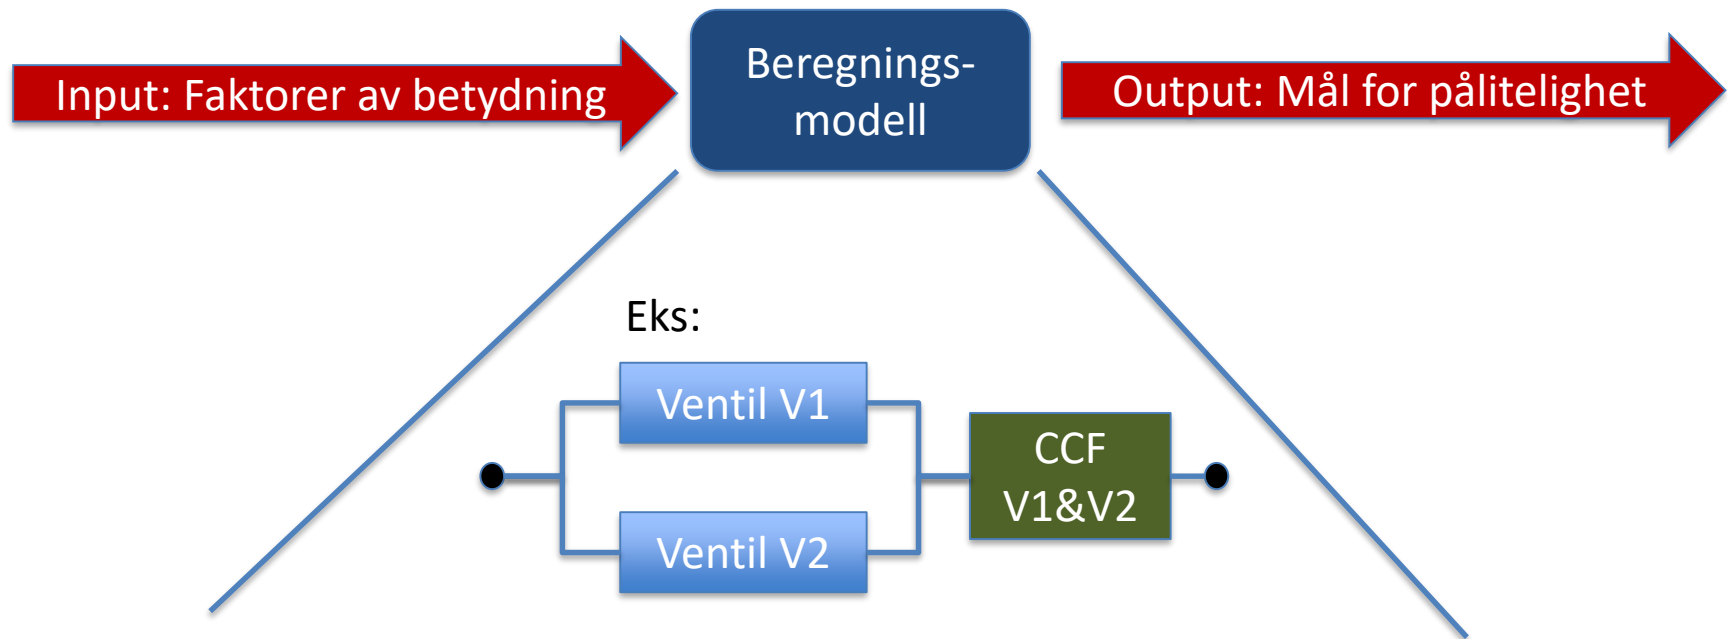 Input: Faktorer av betydning
Beregnings-
modell
Output: Mål for pålitelighet
Eks:
Ventil V1
CCF
V1&V2
Ventil V2